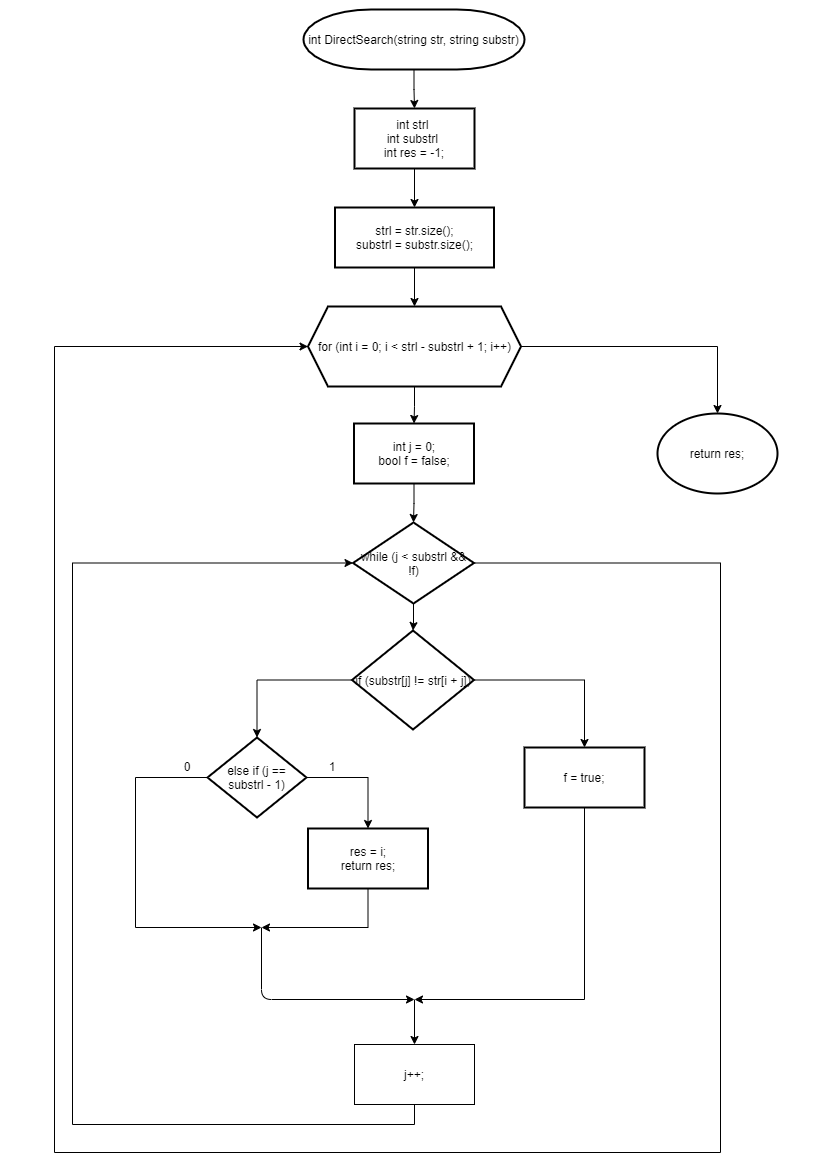 int DirectSearch(string str, string substr)
int strl
int substrl
int res = -1;
strl = str.size();
substrl = substr.size();
for (int i = 0; i < strl - substrl + 1; i++)
int j = 0;
bool f = false;
return res;
while (j < substrl &&
!f)
if (substr[j] != str[i + j])
0
else if (j ==
substrl - 1)
1
f = true;
res = i;
return res;
j++;